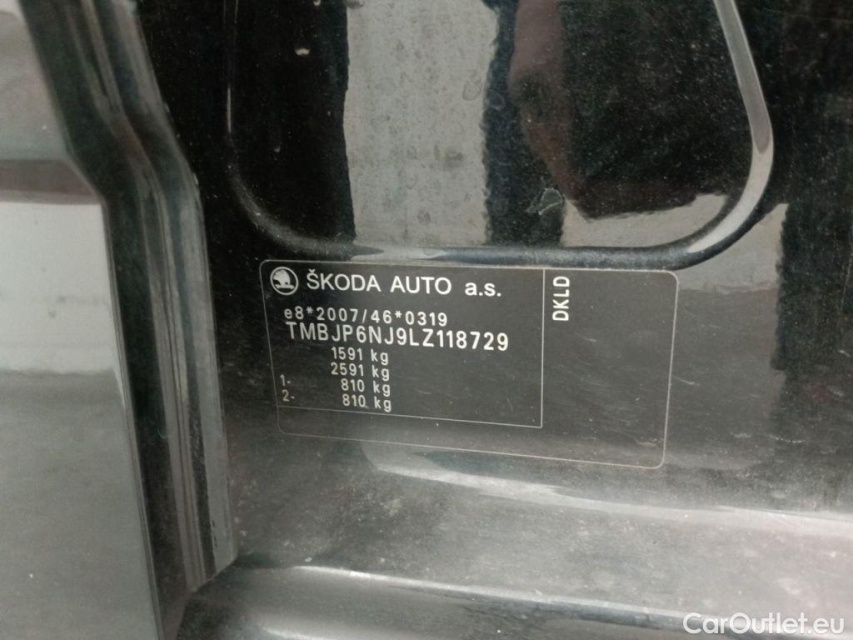 ŠKODA AUTO a.s.
e8*2007/46*0319
TMBJP6NJ9LZ118729
1591 kg
2591 kg
1- 810 kg
2- 810 kg
DKLD
CarOutlet.eu